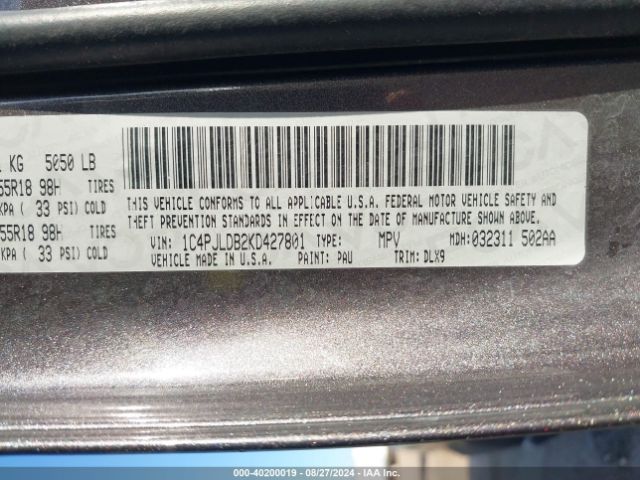 KG 5050 LB
55R18 98H TIRES
KPA ( 33 PSI) COLD
55R18 98H TIRES
KPA ( 33 PSI) COLD
THIS VEHICLE CONFORMS TO ALL APPLICABLE U.S.A. FEDERAL MOTOR VEHICLE SAFETY AND
THEFT PREVENTION STANDARDS IN EFFECT ON THE DATE OF MANUFACTURE SHOWN ABOVE.
VIN: 1C4PJLDB2KD427801 TYPE: MPV MDH:032311 502AA
VEHICLE MADE IN U.S.A. PAINT: PAU TRIM: DLX9
000-40200019 - 08/27/2024 - IAA Inc.